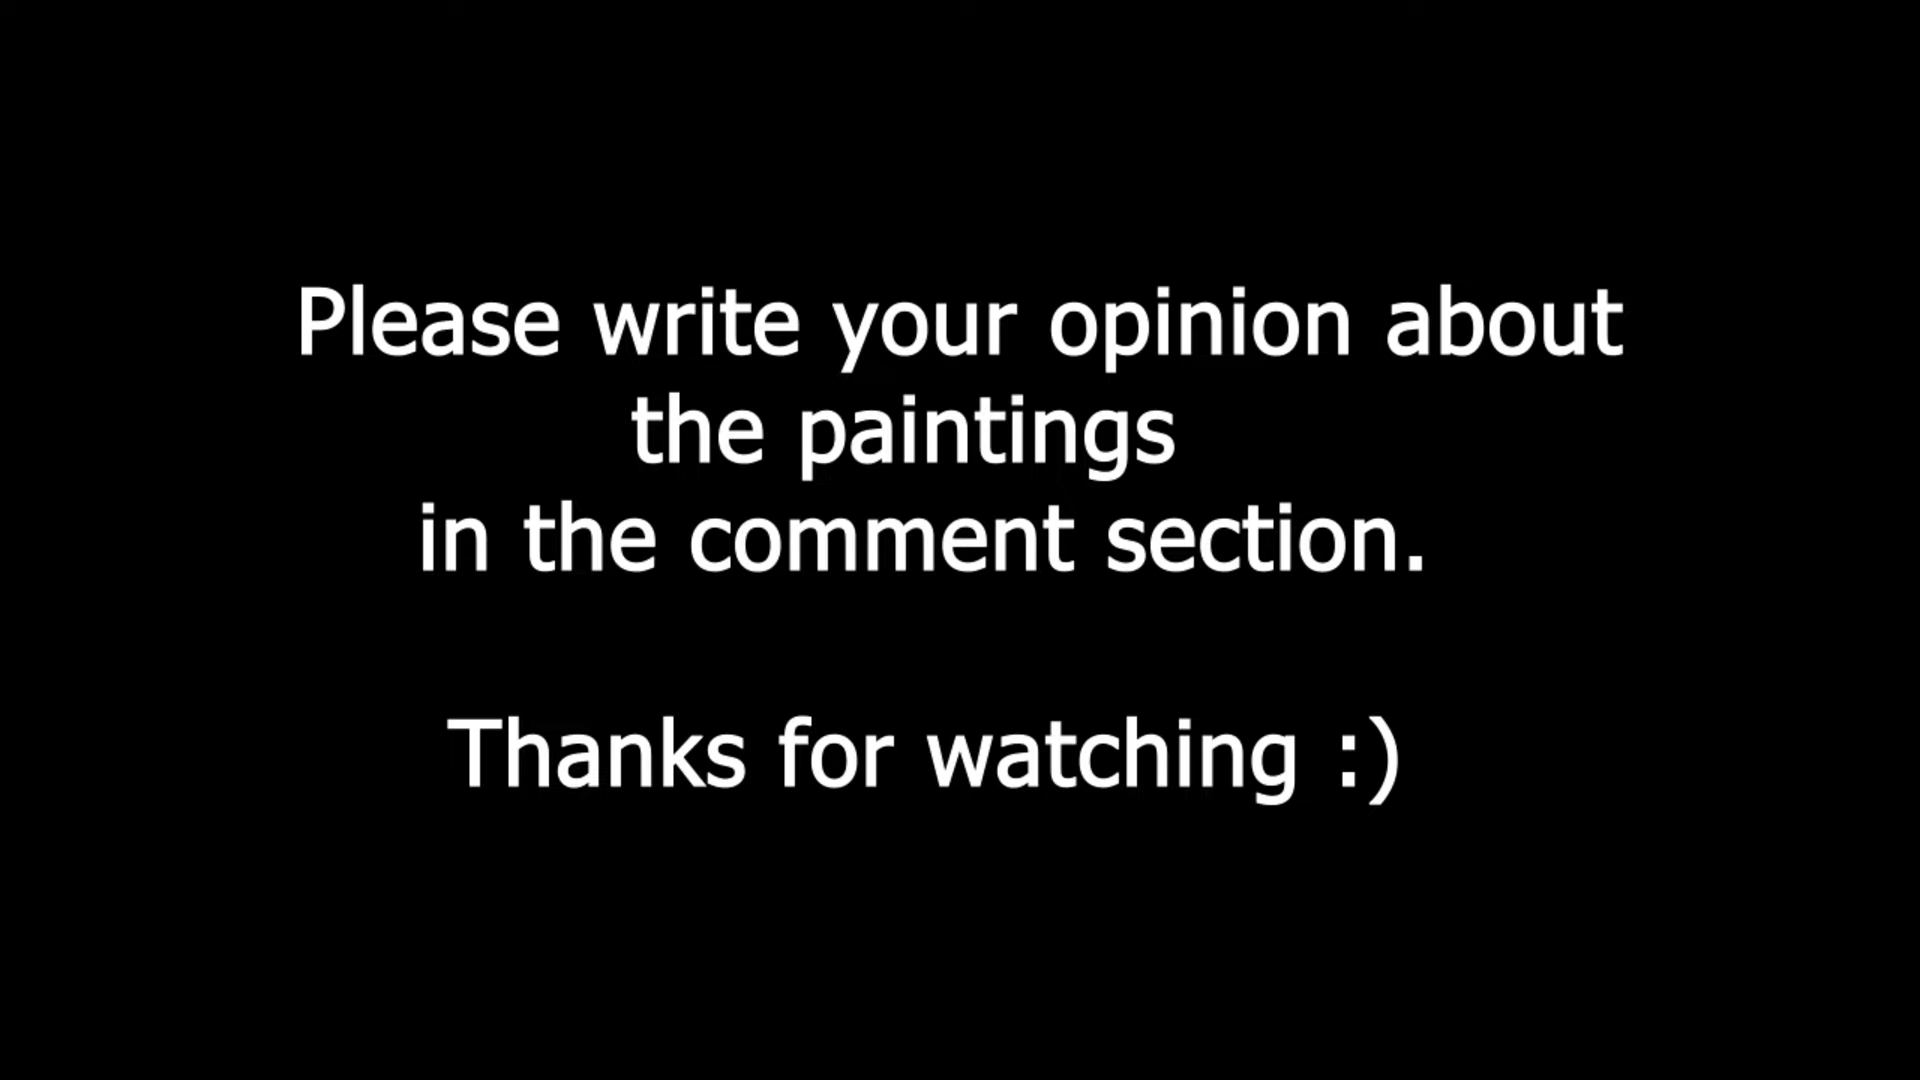 Please write your opinion about
the paintings
in the comment section.
Thanks for watching :)